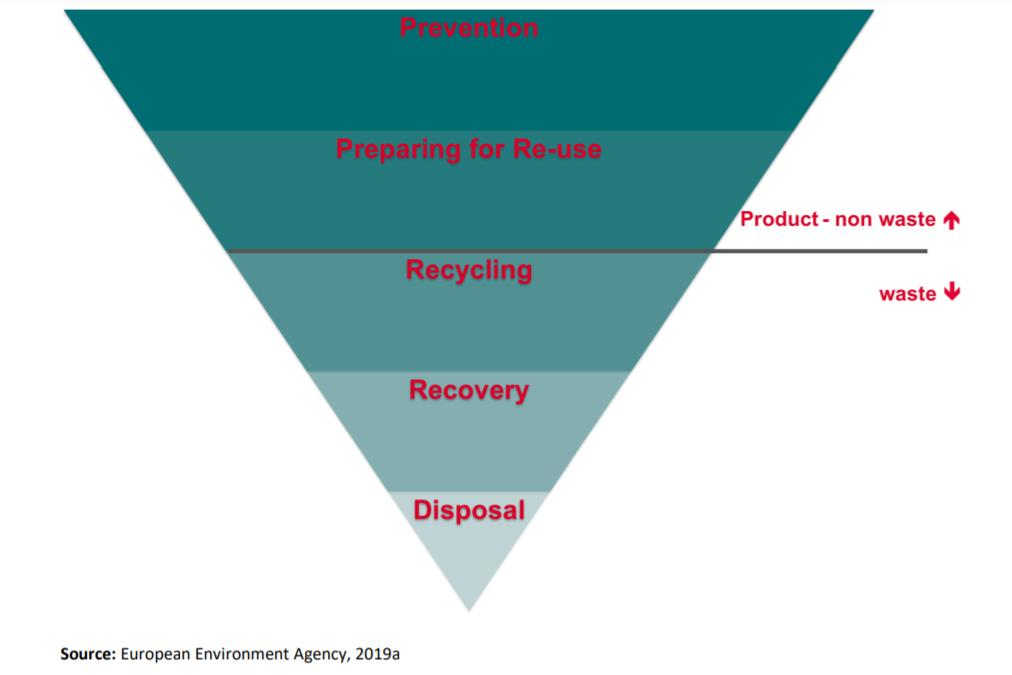 Prevention
Preparing for Re-use
Product - non waste ↑
Recycling
waste ↓
Recovery
Disposal
Source: European Environment Agency, 2019a